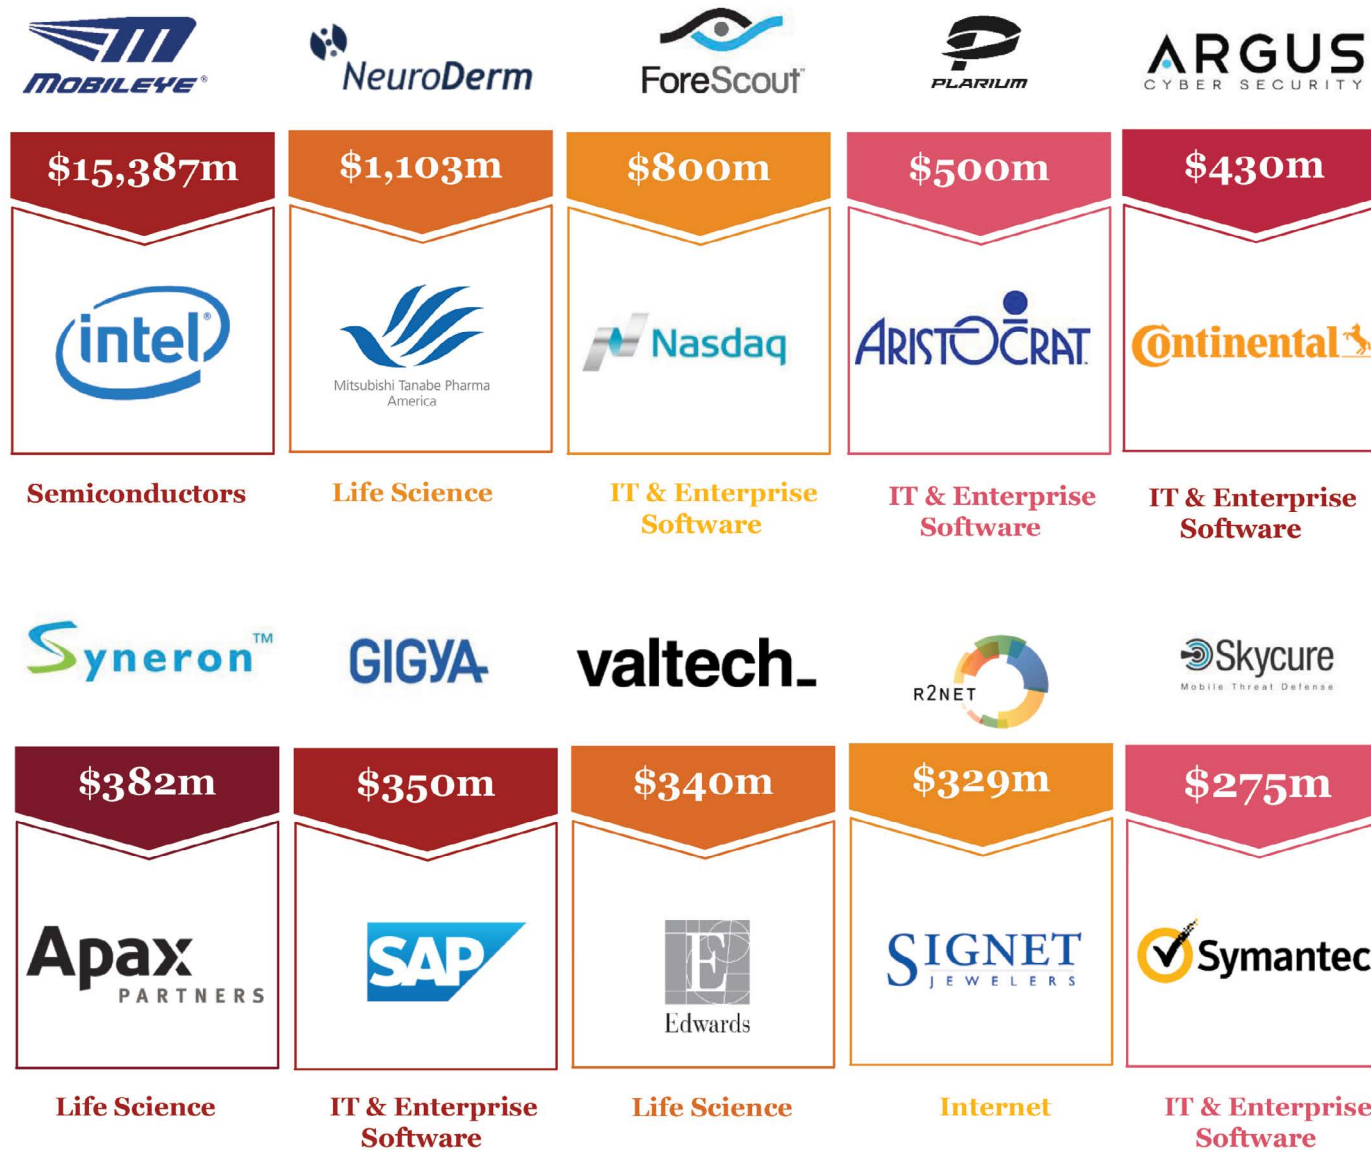 MOBILEYE®
NeuroDerm
ForeScout™
PLARIUM
ARGUS
CYBER SECURITY
$15,387m
$1,103m
$800m
$500m
$430m
intel®
Mitsubishi Tanabe Pharma
America
Nasdaq
ARISTOCRAT
Continental
Semiconductors
Life Science
IT & Enterprise
Software
IT & Enterprise
Software
IT & Enterprise
Software
Syneron™
GIGYA
valtech_
R2NET
Skycure
Mobile Threat Defense
$382m
$350m
$340m
$329m
$275m
Apax
PARTNERS
SAP
E
Edwards
SIGNET
JEWELERS
Symantec
Life Science
IT & Enterprise
Software
Life Science
Internet
IT & Enterprise
Software